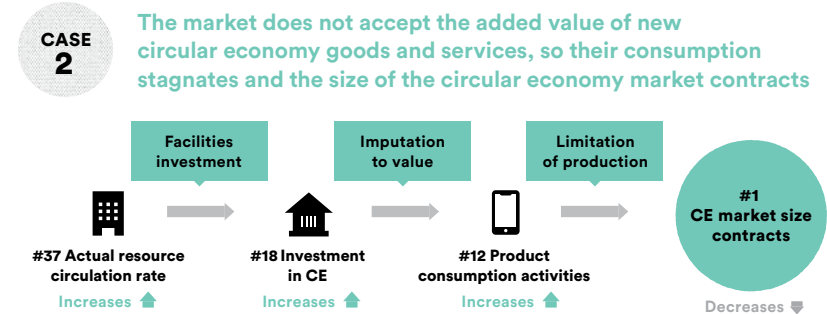 CASE
2
The market does not accept the added value of new
circular economy goods and services, so their consumption
stagnates and the size of the circular economy market contracts
Facilities
investment
Imputation
to value
Limitation
of production
#37 Actual resource
circulation rate
Increases
#18 Investment
in CE
Increases
#12 Product
consumption activities
Increases
#1
CE market size
contracts
Decreases